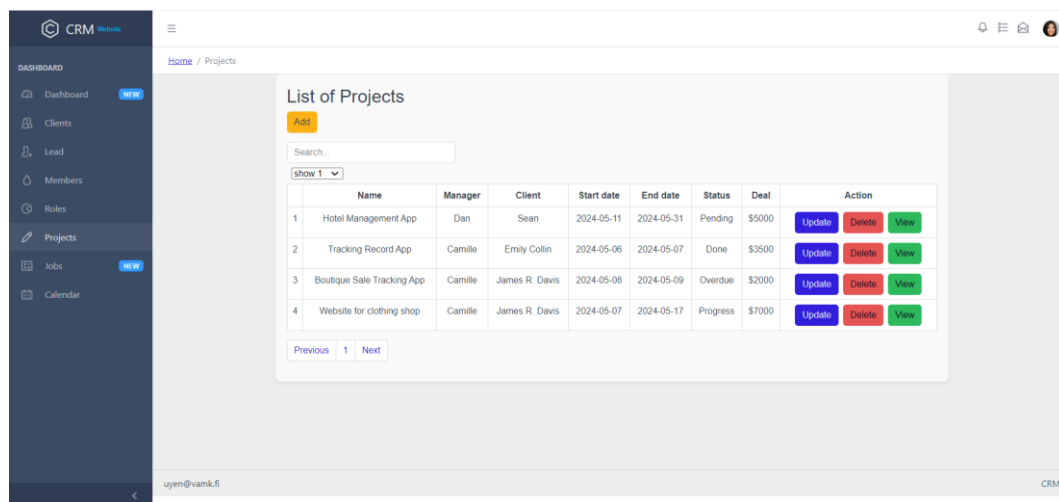 CRM Website
DASHBOARD
Dashboard NEW
Clients
Lead
Members
Roles
Projects
Jobs NEW
Calendar
Home / Projects
List of Projects
Add
Search...
show 1
Name Manager Client Start date End date Status Deal Action
1 Hotel Management App Dan Sean 2024-05-11 2024-05-31 Pending $5000 Update Delete View
2 Tracking Record App Camille Emily Collin 2024-05-06 2024-05-07 Done $3500 Update Delete View
3 Boutique Sale Tracking App Camille James R. Davis 2024-05-08 2024-05-09 Overdue $2000 Update Delete View
4 Website for clothing shop Camille James R. Davis 2024-05-07 2024-05-17 Progress $7000 Update Delete View
Previous 1 Next
uyen@vamk.fi CRM